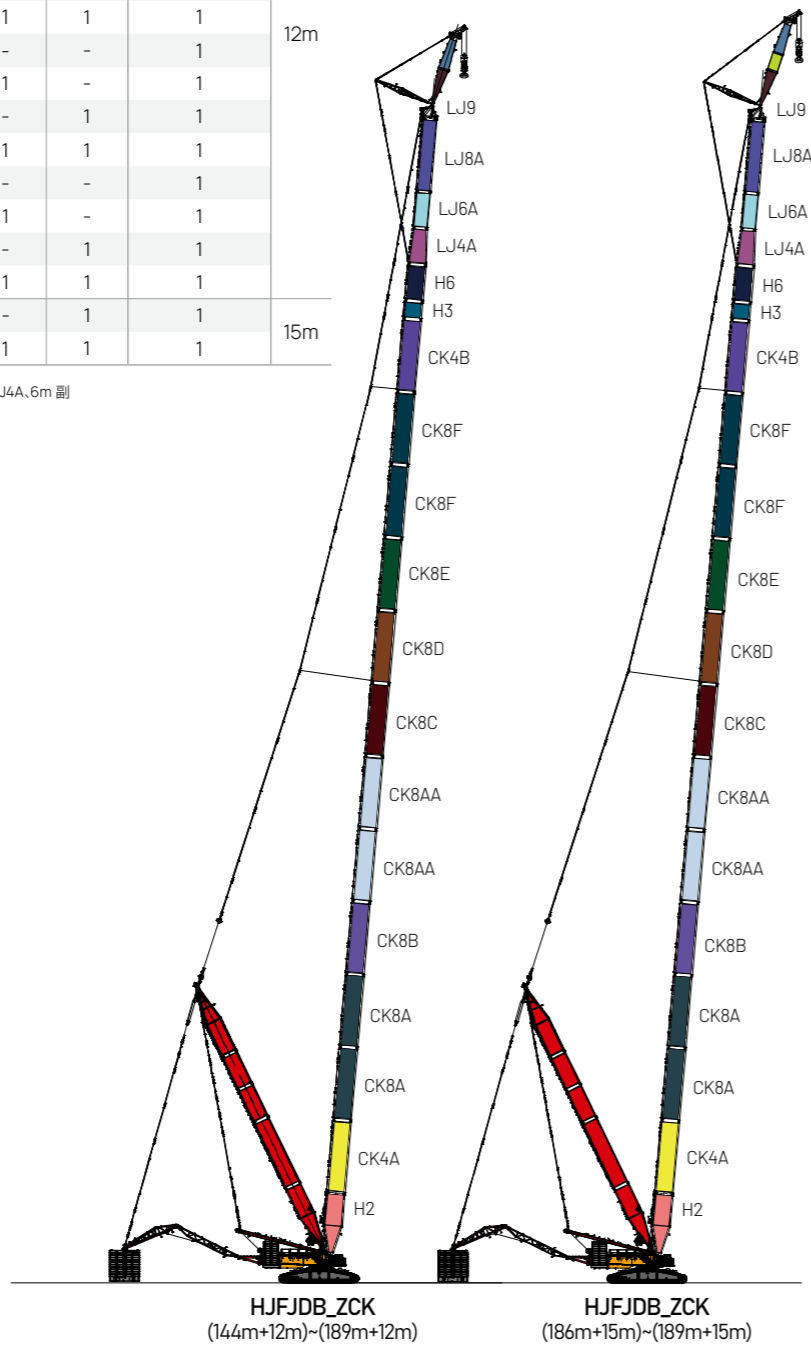 1 1 1
- - 1
12m
1 - 1
- 1 1
1 1 1
- - 1
1 - 1
- 1 1
1 1 1
- 1 1
15m
1 1 1
J4A、6m 副
LJ9
LJ8A
LJ6A
LJ4A
H6
H3
CK4B
CK8F
CK8F
CK8E
CK8D
CK8C
CK8AA
CK8AA
CK8B
CK8A
CK8A
CK4A
H2
HJFJDB_ZCK
(144m+12m)~(189m+12m)
LJ9
LJ8A
LJ6A
LJ4A
H6
H3
CK4B
CK8F
CK8F
CK8E
CK8D
CK8C
CK8AA
CK8AA
CK8B
CK8A
CK8A
CK4A
H2
HJFJDB_ZCK
(186m+15m)~(189m+15m)